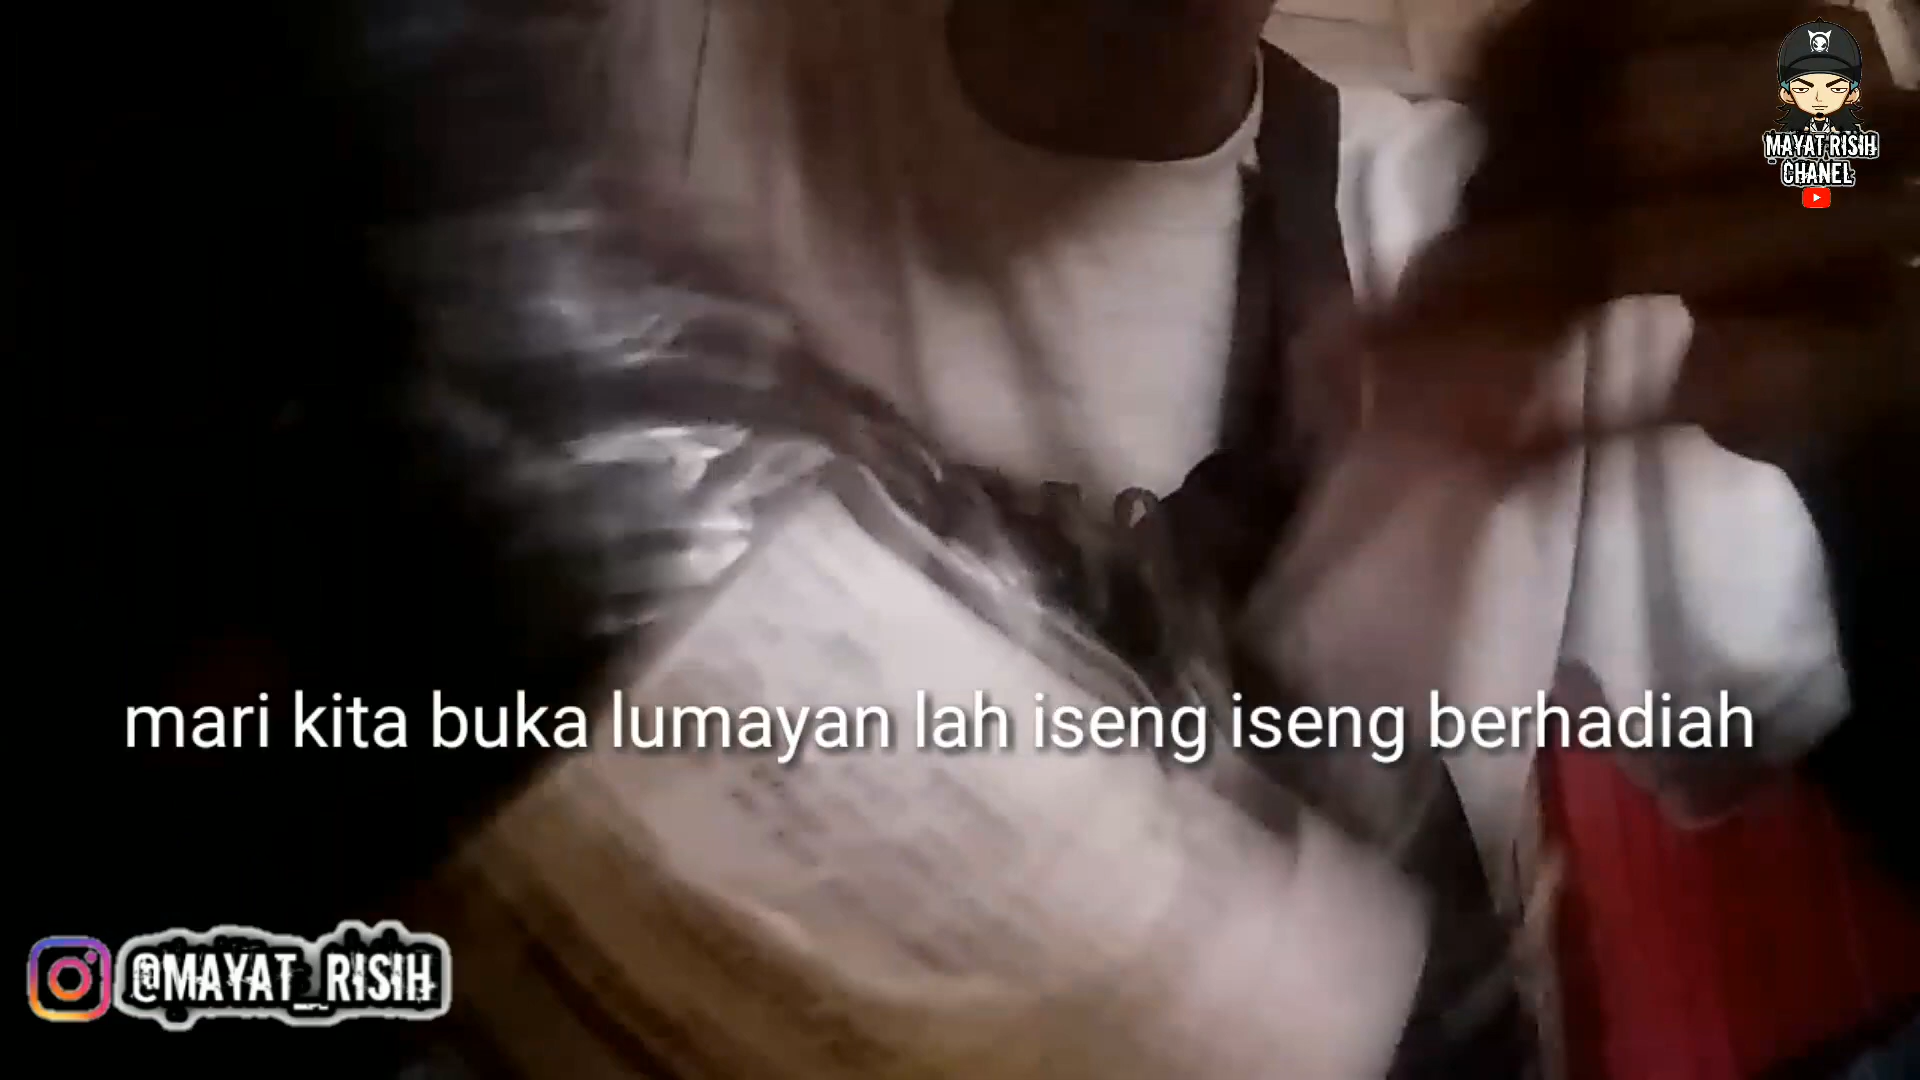 MAYAT RISIH
CHANEL
mari kita buka lumayan lah iseng iseng berhadiah
@MAYAT_RISIH